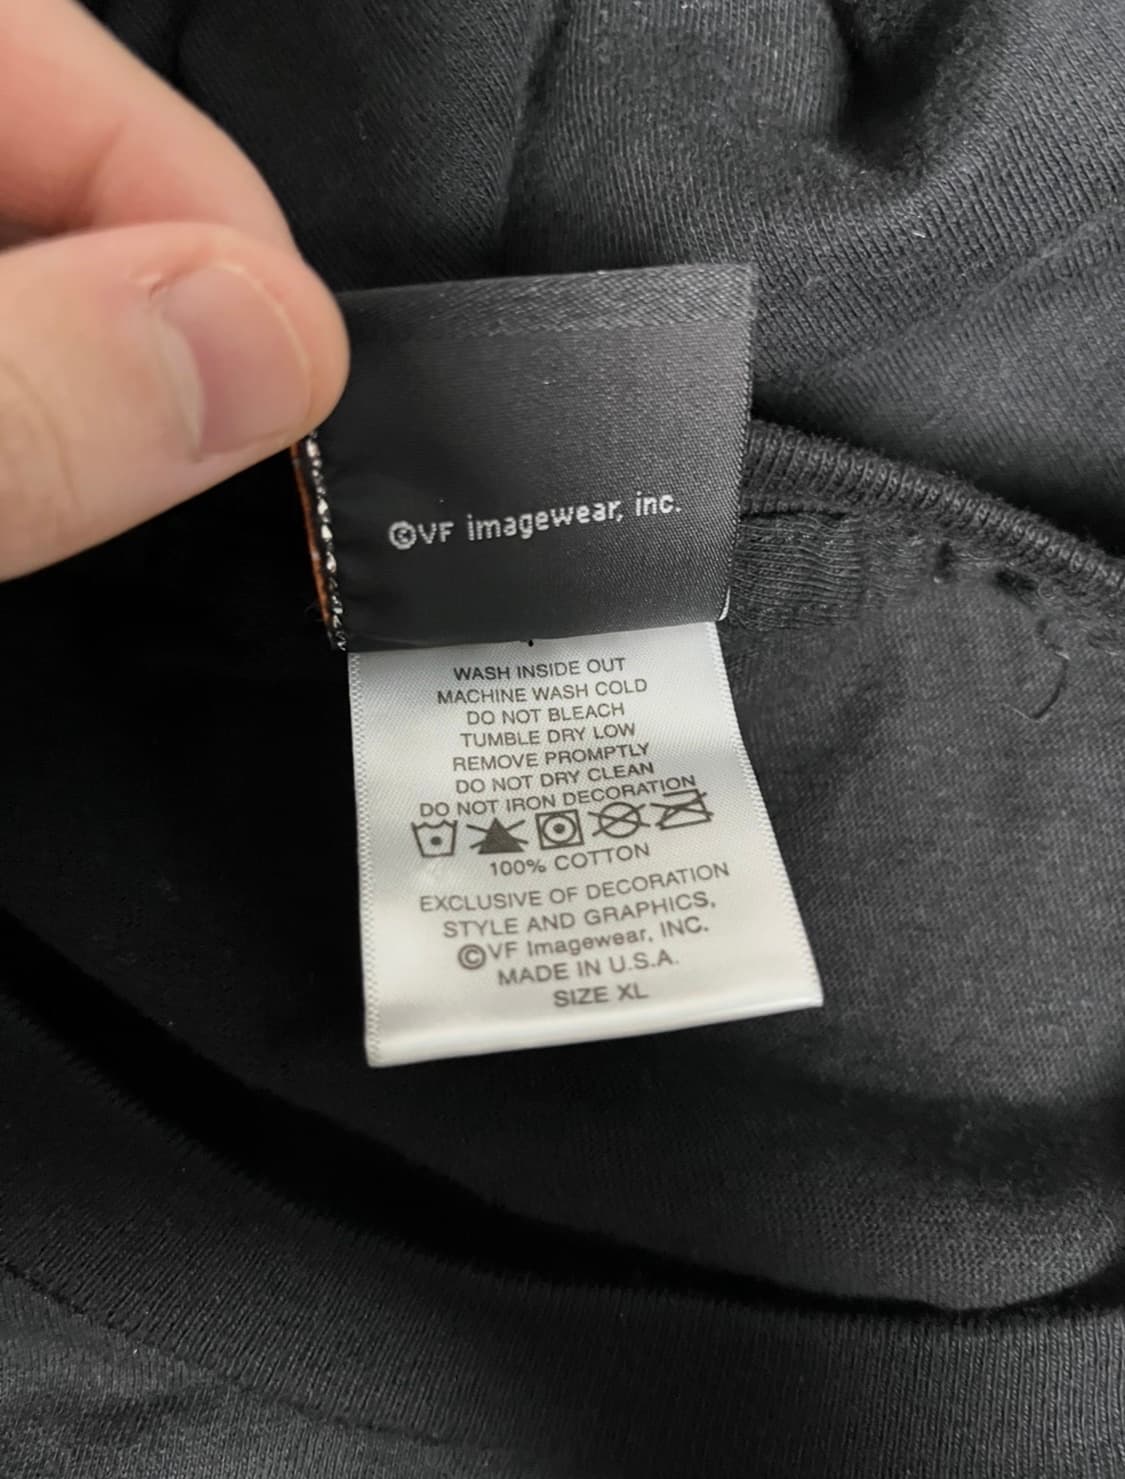 ©VF imagewear, inc.
WASH INSIDE OUT
MACHINE WASH COLD
DO NOT BLEACH
TUMBLE DRY LOW
REMOVE PROMPTLY
DO NOT DRY CLEAN
DO NOT IRON DECORATION
100% COTTON
EXCLUSIVE OF DECORATION
STYLE AND GRAPHICS,
©VF Imagewear, INC.
MADE IN U.S.A.
SIZE XL